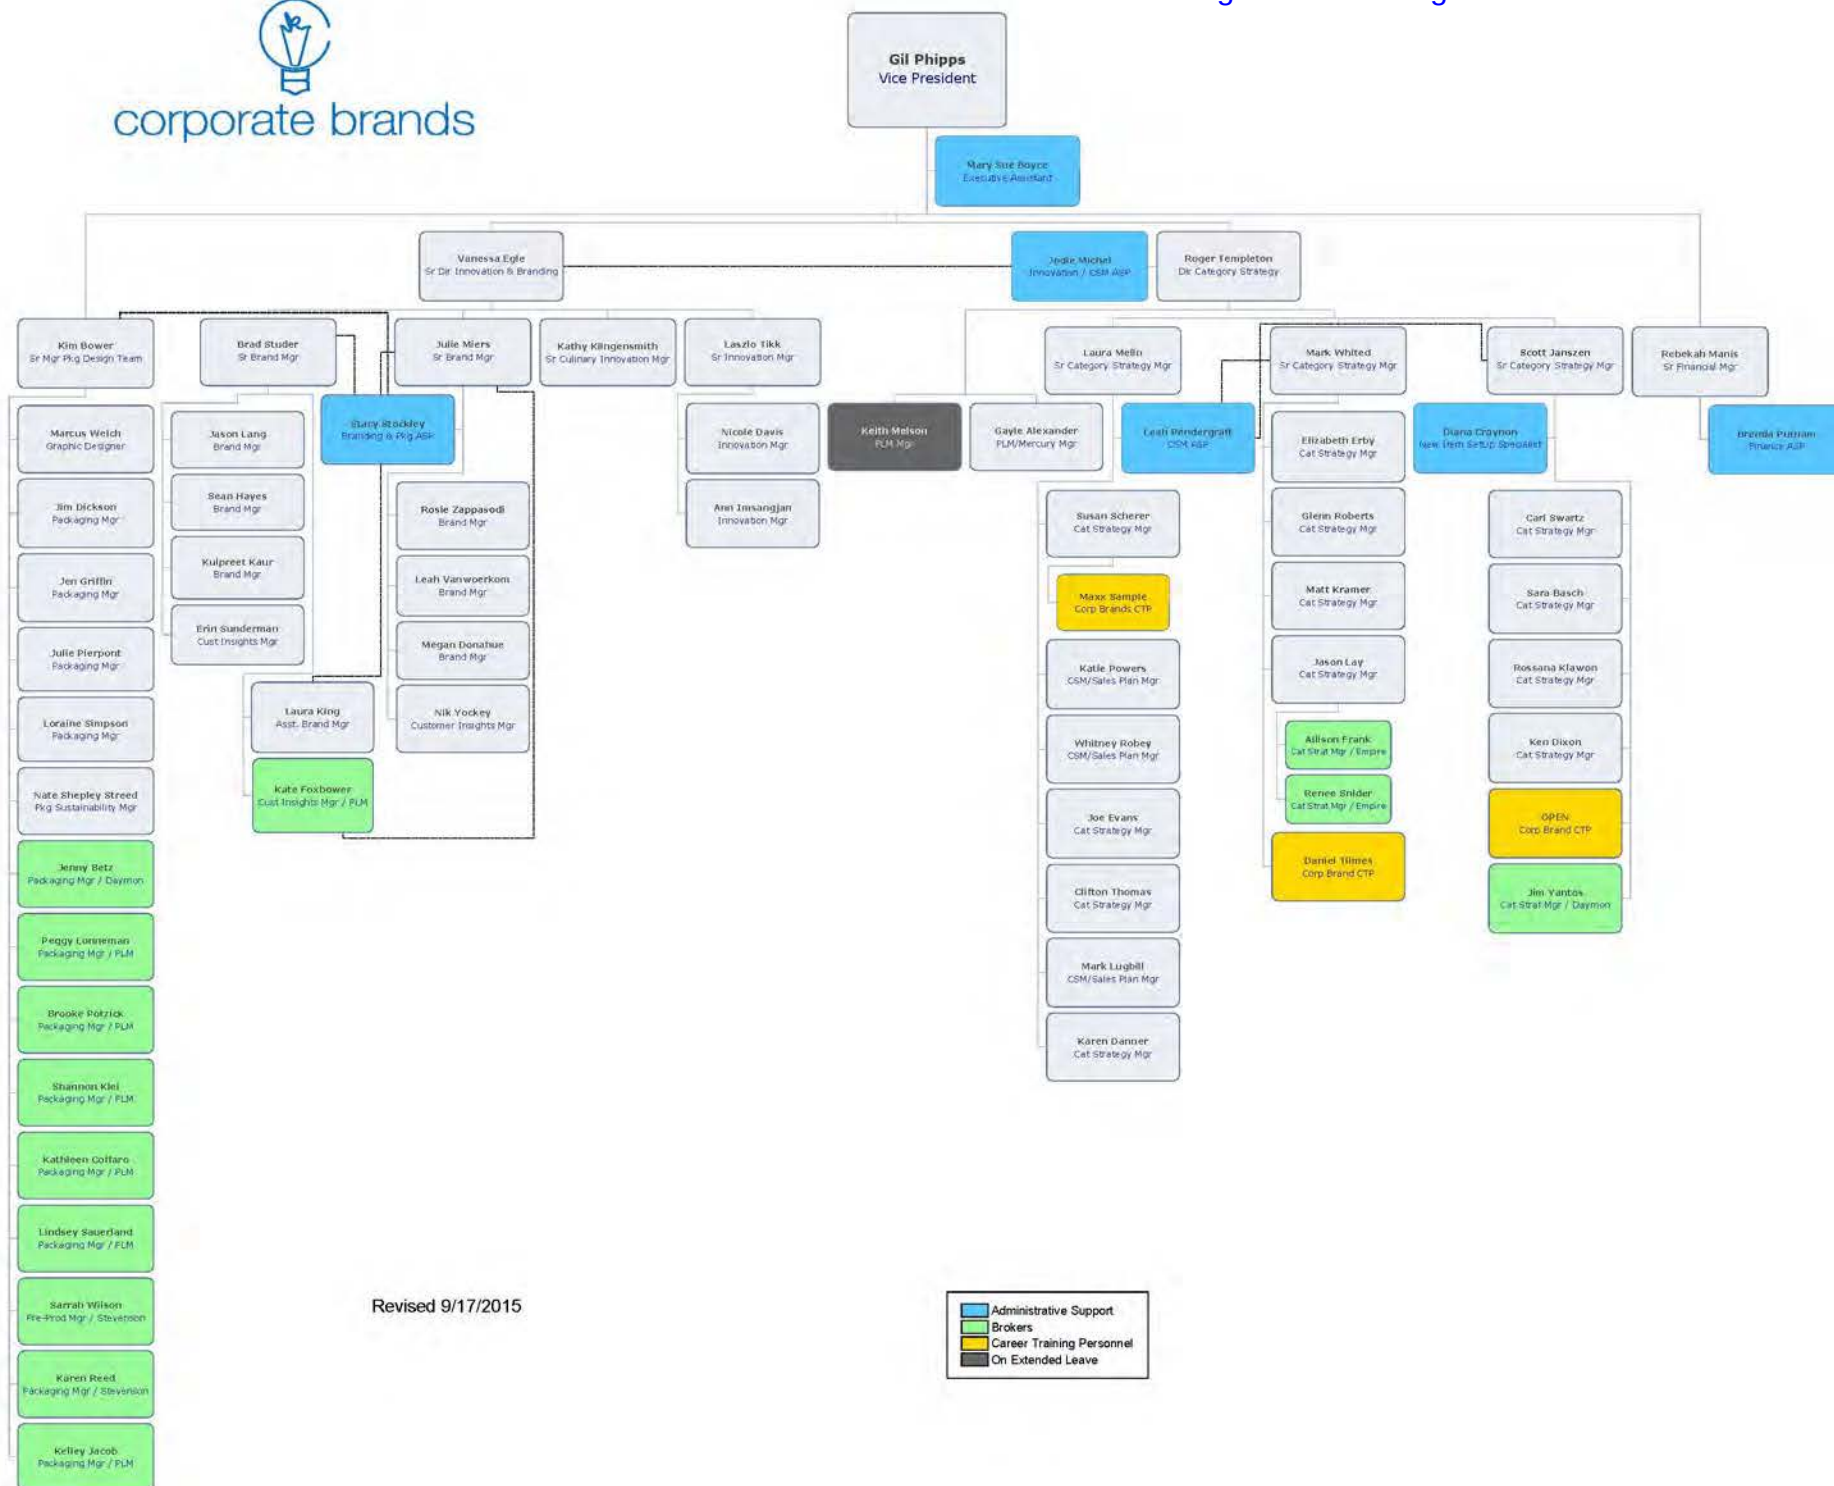 corporate brands
Gil Phipps
Vice President
Mary Sue Boyce
Executive Assistant
Vanessa Egle
Sr Dir Innovation & Branding
Jodie Michel
Innovation / CSM ASP
Roger Templeton
Dir Category Strategy
Kim Bower
Sr Mgr Pkg Design Team
Brad Studer
Sr Brand Mgr
Julie Miers
Sr Brand Mgr
Kathy Klingensmith
Sr Culinary Innovation Mgr
Laszlo Tikk
Sr Innovation Mgr
Laura Melin
Sr Category Strategy Mgr
Mark Whited
Sr Category Strategy Mgr
Scott Janszen
Sr Category Strategy Mgr
Rebekah Manis
Sr Financial Mgr
Marcus Welch
Graphic Designer
Jim Dickson
Packaging Mgr
Jen Griffin
Packaging Mgr
Julie Pierpont
Packaging Mgr
Loraine Simpson
Packaging Mgr
Nate Shepley Streed
Pkg Sustainability Mgr
Jenny Betz
Packaging Mgr / Daymon
Peggy Lonneman
Packaging Mgr / PLM
Brooke Potzick
Packaging Mgr / PLM
Shannon Klei
Packaging Mgr / PLM
Kathleen Colfaro
Packaging Mgr / PLM
Lindsey Sauerland
Packaging Mgr / PLM
Sarrah Wilson
Pre-Prod Mgr / Stevenson
Karen Reed
Packaging Mgr / Stevenson
Kelley Jacob
Packaging Mgr / PLM
Jason Lang
Brand Mgr
Sean Hayes
Brand Mgr
Kulpreet Kaur
Brand Mgr
Erin Sunderman
Cust Insights Mgr
Laura King
Asst. Brand Mgr
Kate Foxbower
Cust Insights Mgr / PLM
Stacy Stockley
Branding & Pkg ASP
Rosie Zappasodi
Brand Mgr
Leah Vanwoerkom
Brand Mgr
Megan Donahue
Brand Mgr
Nik Yockey
Customer Insights Mgr
Nicole Davis
Innovation Mgr
Ann Imsangjan
Innovation Mgr
Keith Melson
PLM Mgr
Gayle Alexander
PLM/Mercury Mgr
Leah Pendergraft
CSM ASP
Susan Scherer
Cat Strategy Mgr
Maxx Sample
Corp Brands CTP
Katie Powers
CSM/Sales Plan Mgr
Whitney Robey
CSM/Sales Plan Mgr
Joe Evans
Cat Strategy Mgr
Clifton Thomas
Cat Strategy Mgr
Mark Lugbill
CSM/Sales Plan Mgr
Karen Danner
Cat Strategy Mgr
Elizabeth Erby
Cat Strategy Mgr
Glenn Roberts
Cat Strategy Mgr
Matt Kramer
Cat Strategy Mgr
Jason Lay
Cat Strategy Mgr
Allison Frank
Cat Strat Mgr / Empire
Renee Snider
Cat Strat Mgr / Empire
Daniel Tilmes
Corp Brand CTP
Diana Craynon
New Item SetUp Specialist
Carl Swartz
Cat Strategy Mgr
Sara Basch
Cat Strategy Mgr
Rossana Klawon
Cat Strategy Mgr
Ken Dixon
Cat Strategy Mgr
OPEN
Corp Brand CTP
Jim Yantos
Cat Strat Mgr / Daymon
Brenda Putnam
Finance ASP
Revised 9/17/2015
Administrative Support
Brokers
Career Training Personnel
On Extended Leave